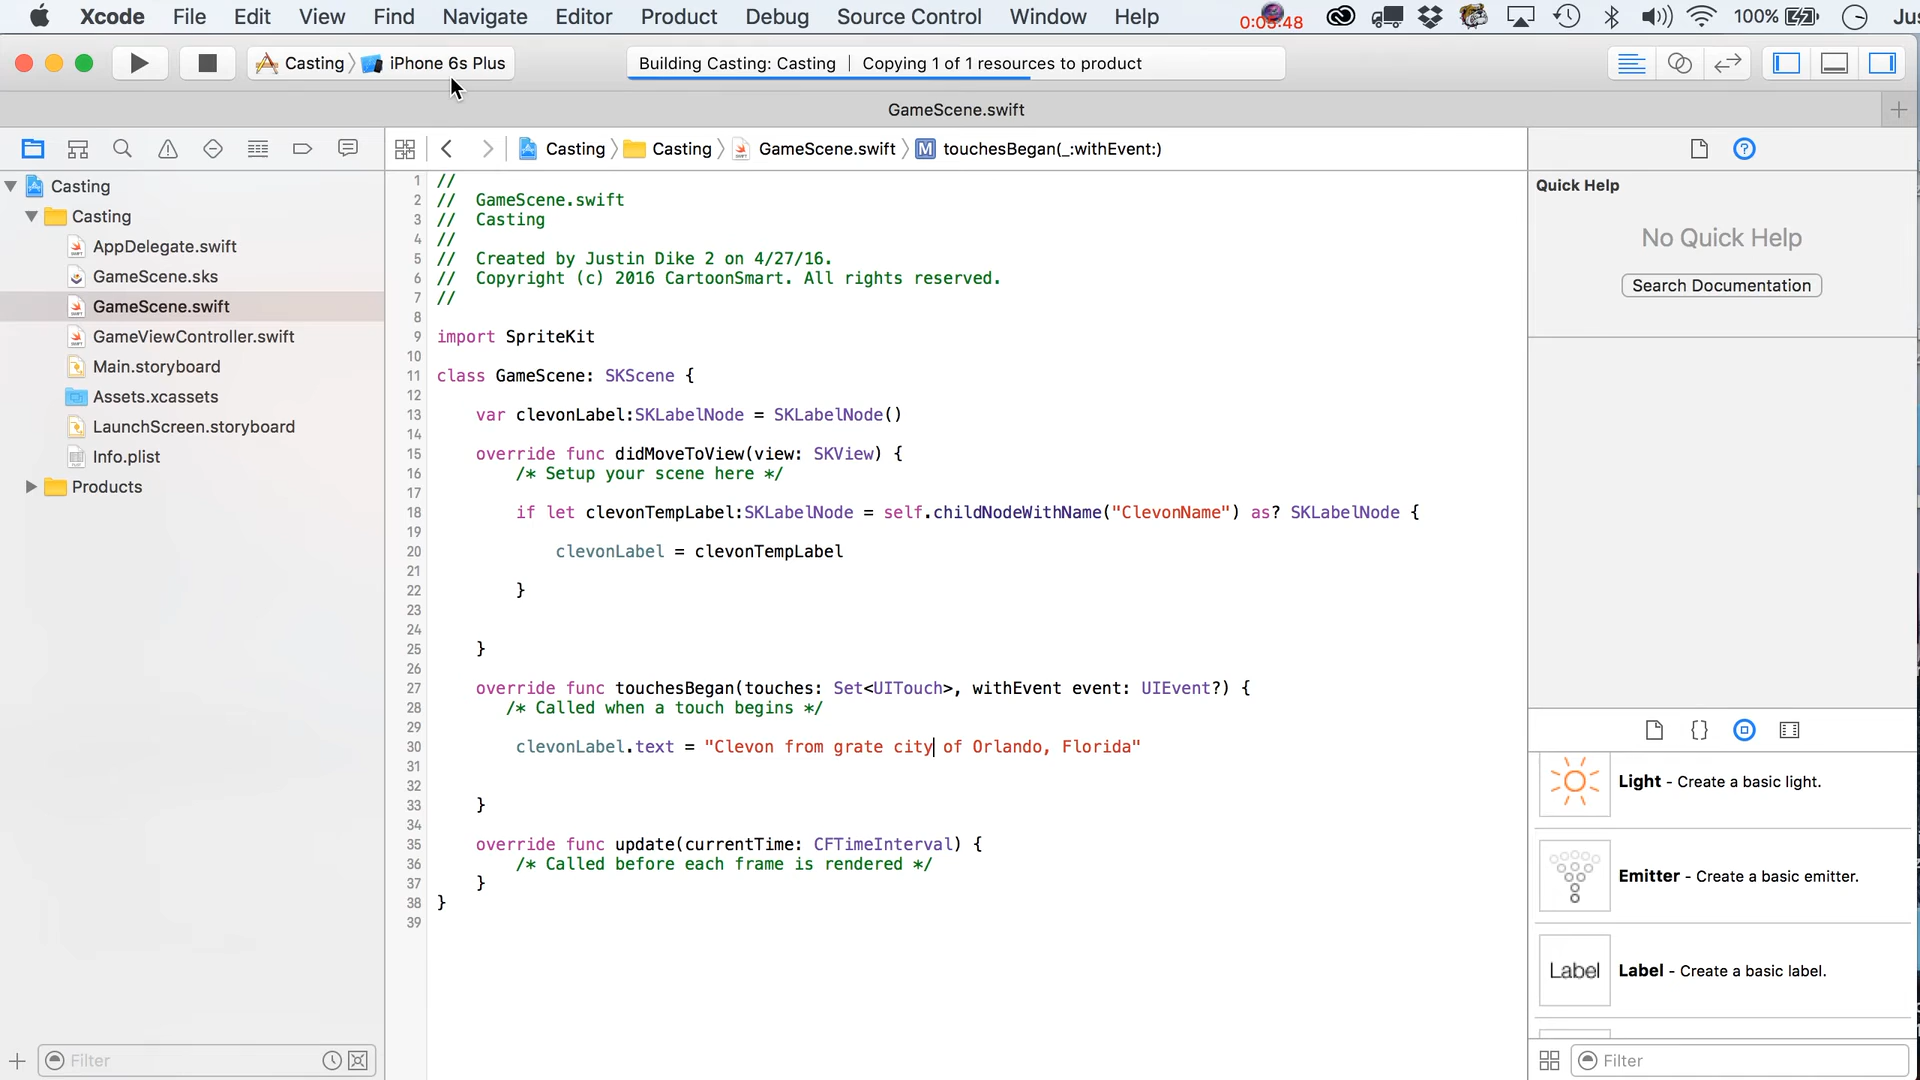 Xcode File Edit View Find Navigate Editor Product Debug Source Control Window Help 100% Jus
Casting iPhone 6s Plus Building Casting: Casting | Copying 1 of 1 resources to product
GameScene.swift
Casting Casting GameScene.swift M touchesBegan(_:withEvent:)
Casting
Casting
AppDelegate.swift
GameScene.sks
GameScene.swift
GameViewController.swift
Main.storyboard
Assets.xcassets
LaunchScreen.storyboard
Info.plist
Products
Filter
1 //
2 // GameScene.swift
3 // Casting
4 //
5 // Created by Justin Dike 2 on 4/27/16.
6 // Copyright (c) 2016 CartoonSmart. All rights reserved.
7 //
8
9 import SpriteKit
10
11 class GameScene: SKScene {
12
13 var clevonLabel:SKLabelNode = SKLabelNode()
14
15 override func didMoveToView(view: SKView) {
16 /* Setup your scene here */
17
18 if let clevonTempLabel:SKLabelNode = self.childNodeWithName("ClevonName") as? SKLabelNode {
19
20 clevonLabel = clevonTempLabel
21
22 }
23
24
25 }
26
27 override func touchesBegan(touches: Set<UITouch>, withEvent event: UIEvent?) {
28 /* Called when a touch begins */
29
30 clevonLabel.text = "Clevon from grate city of Orlando, Florida"
31
32
33 }
34
35 override func update(currentTime: CFTimeInterval) {
36 /* Called before each frame is rendered */
37 }
38 }
39
Quick Help
No Quick Help
Search Documentation
Light - Create a basic light.
Emitter - Create a basic emitter.
Label Label - Create a basic label.
Filter